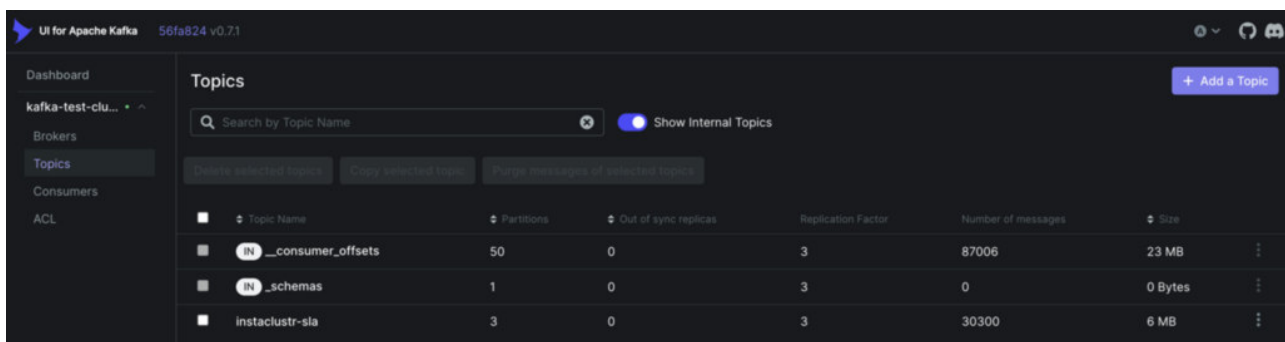 UI for Apache Kafka 56fa824 v0.7.1
Dashboard
kafka-test-clu...
Brokers
Topics
Consumers
ACL
Topics
+ Add a Topic
Search by Topic Name
Show Internal Topics
Delete selected topics Copy selected topic Purge messages of selected topics
Topic Name Partitions Out of sync replicas Replication Factor Number of messages Size
IN __consumer_offsets 50 0 3 87006 23 MB
IN _schemas 1 0 3 0 0 Bytes
instaclustr-sla 3 0 3 30300 6 MB